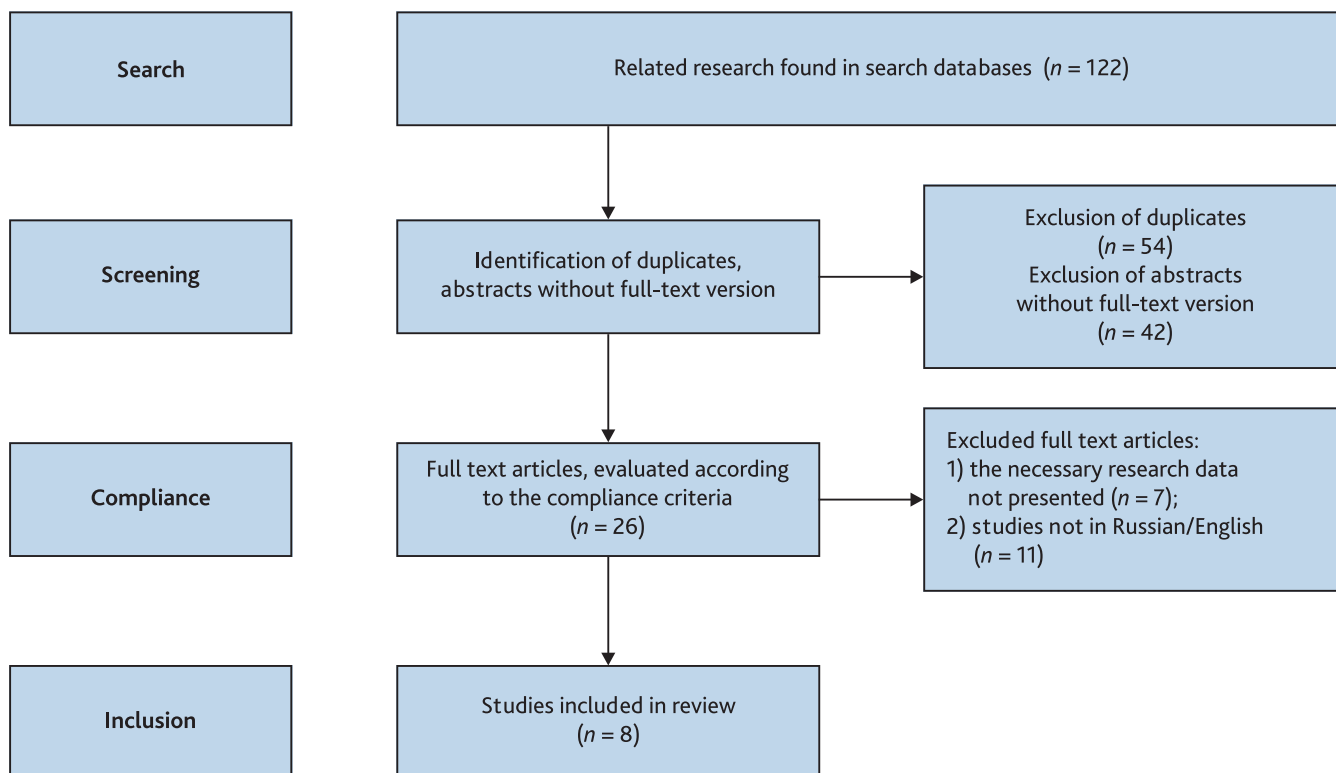 Search
Related research found in search databases (n = 122)
Screening
Identification of duplicates,
abstracts without full-text version
Exclusion of duplicates
(n = 54)
Exclusion of abstracts
without full-text version
(n = 42)
Compliance
Full text articles, evaluated according
to the compliance criteria
(n = 26)
Excluded full text articles:
1) the necessary research data
not presented (n = 7);
2) studies not in Russian/English
(n = 11)
Inclusion
Studies included in review
(n = 8)